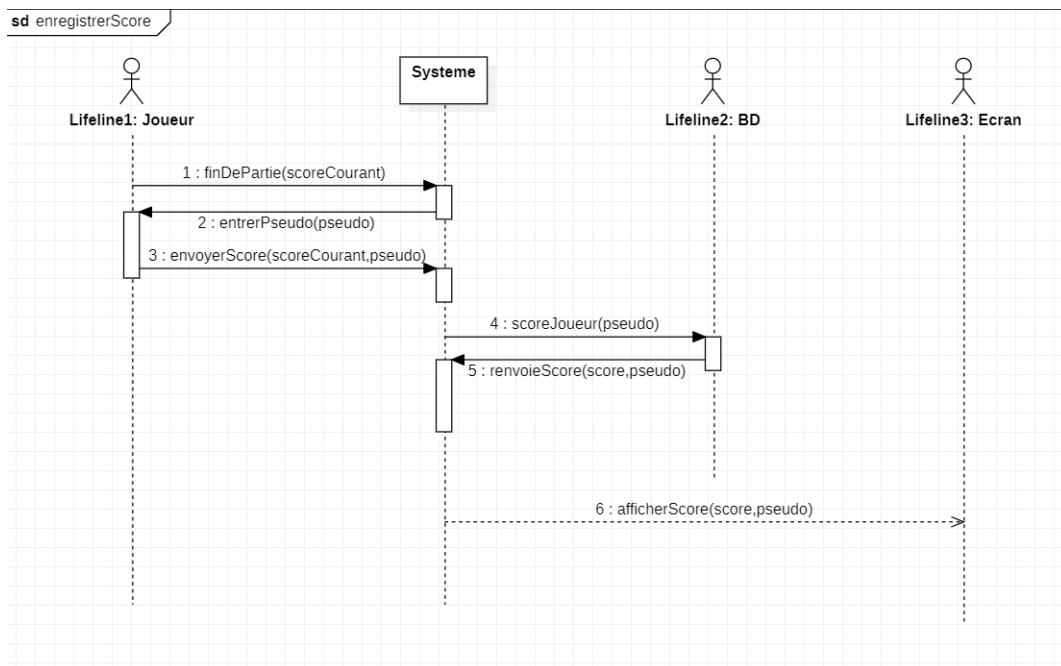 sd enregistrerScore
Systeme
Lifeline1: Joueur
Lifeline2: BD
Lifeline3: Ecran
1 : finDePartie(scoreCourant)
2 : entrerPseudo(pseudo)
3 : envoyerScore(scoreCourant,pseudo)
4 : scoreJoueur(pseudo)
5 : renvoieScore(score,pseudo)
6 : afficherScore(score,pseudo)